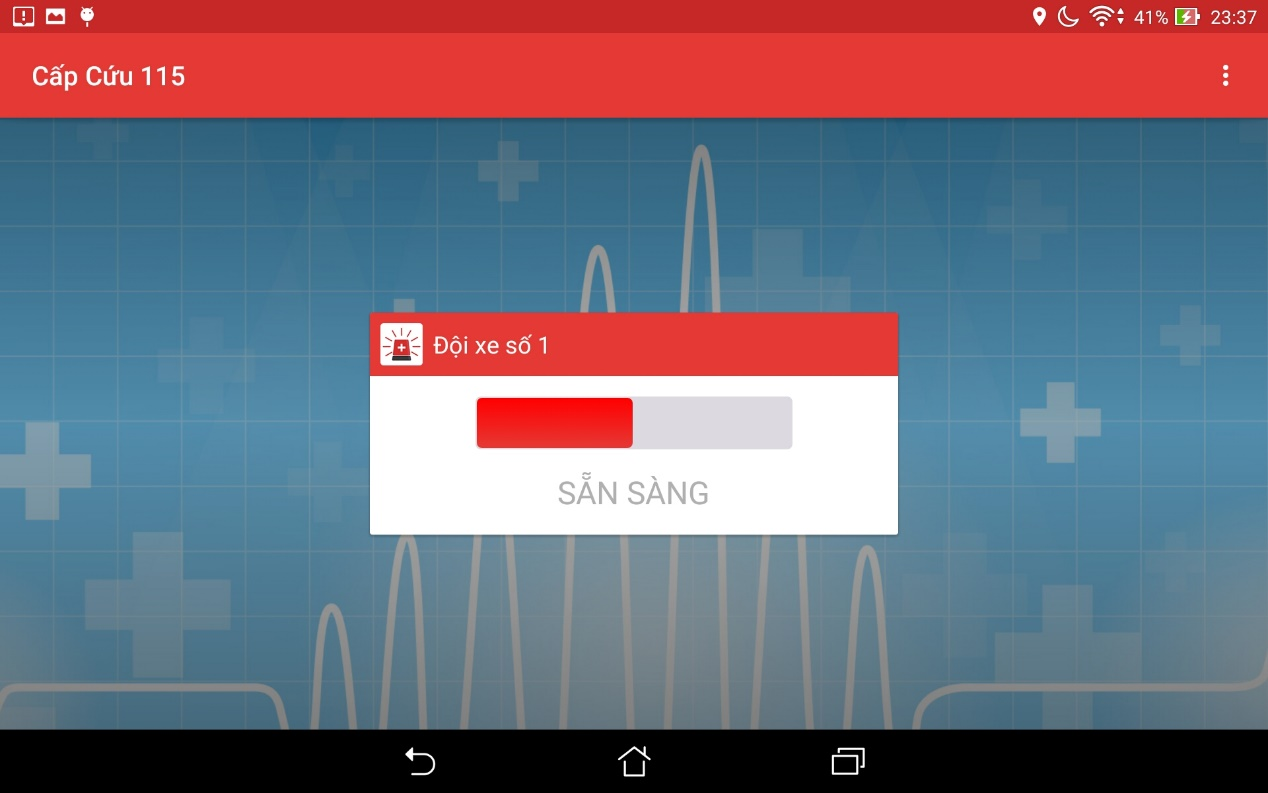 41% 23:37
Cấp Cứu 115
Đội xe số 1
SẴN SÀNG